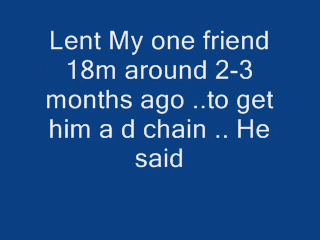 Lent My one friend
18m around 2-3
months ago ..to get
him a d chain .. He
said